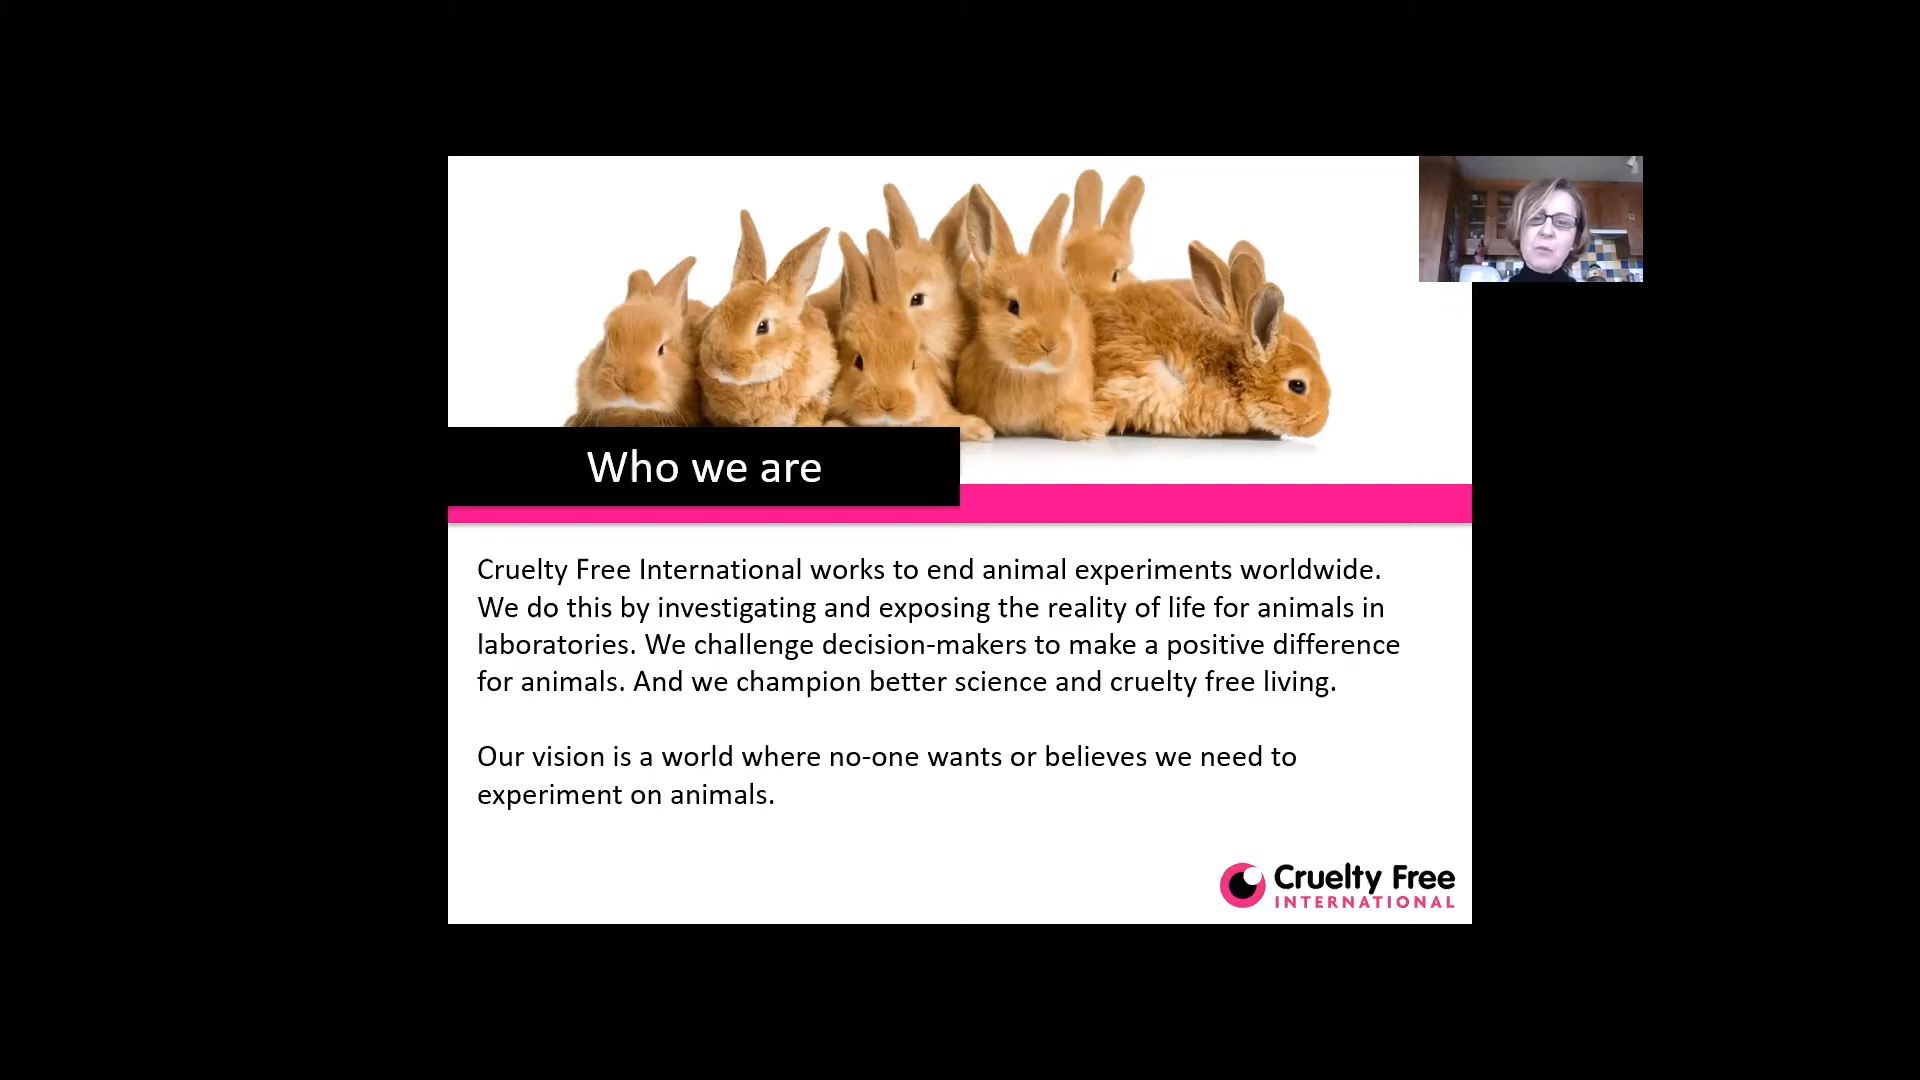 Who we are
Cruelty Free International works to end animal experiments worldwide.
We do this by investigating and exposing the reality of life for animals in
laboratories. We challenge decision-makers to make a positive difference
for animals. And we champion better science and cruelty free living.
Our vision is a world where no-one wants or believes we need to
experiment on animals.
Cruelty Free
INTERNATIONAL